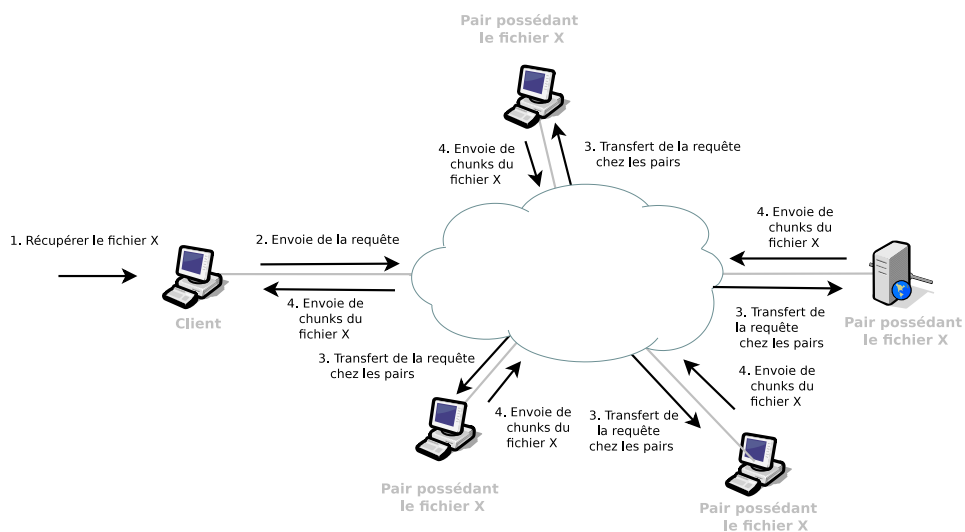 Pair possédant
le fichier X
4. Envoie de
chunks du
fichier X
3. Transfert de la requête
chez les pairs
1. Récupérer le fichier X
2. Envoie de la requête
4. Envoie de
chunks du
fichier X
Client
4. Envoie de
chunks du
fichier X
3. Transfert de
la requête
chez les pairs
Pair possédant
le fichier X
3. Transfert de la requête
chez les pairs
4. Envoie de
chunks du
fichier X
Pair possédant
le fichier X
3. Transfert de
la requête
chez les pairs
4. Envoie de
chunks du
fichier X
Pair possédant
le fichier X